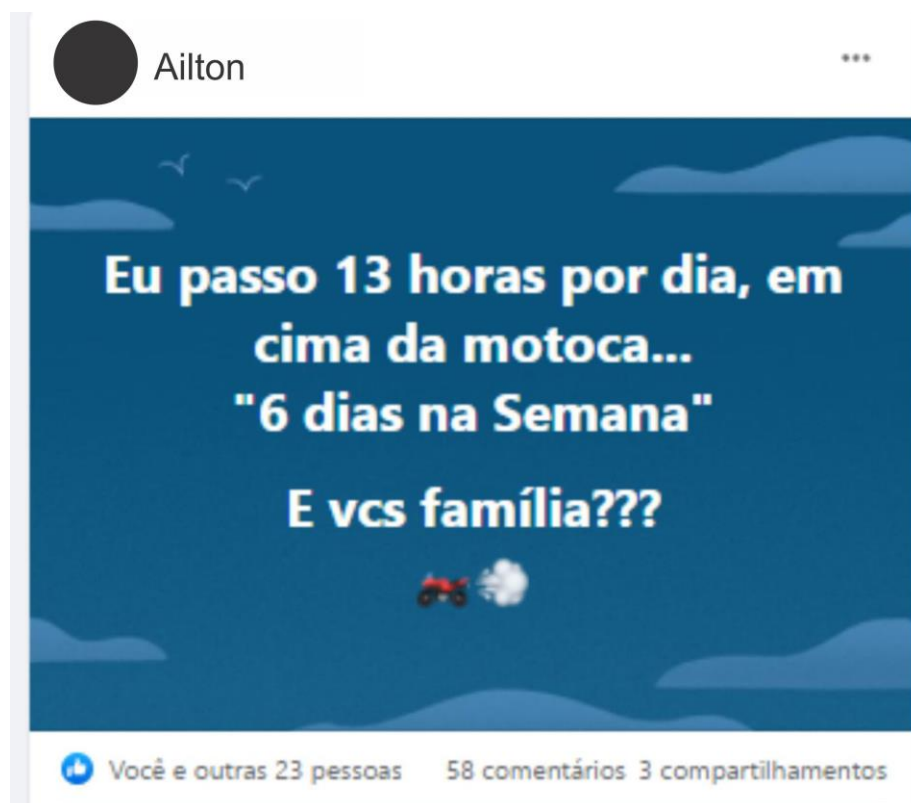 Ailton
Eu passo 13 horas por dia, em
cima da motoca...
"6 dias na Semana"
E vcs família???
Você e outras 23 pessoas 58 comentários 3 compartilhamentos